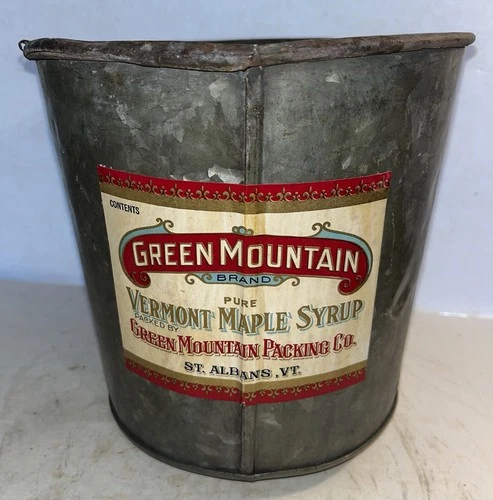 CONTENTS
GREEN MOUNTAIN
BRAND
PURE
VERMONT MAPLE SYRUP
PACKED BY
GREEN MOUNTAIN PACKING CO.
ST. ALBANS, VT.